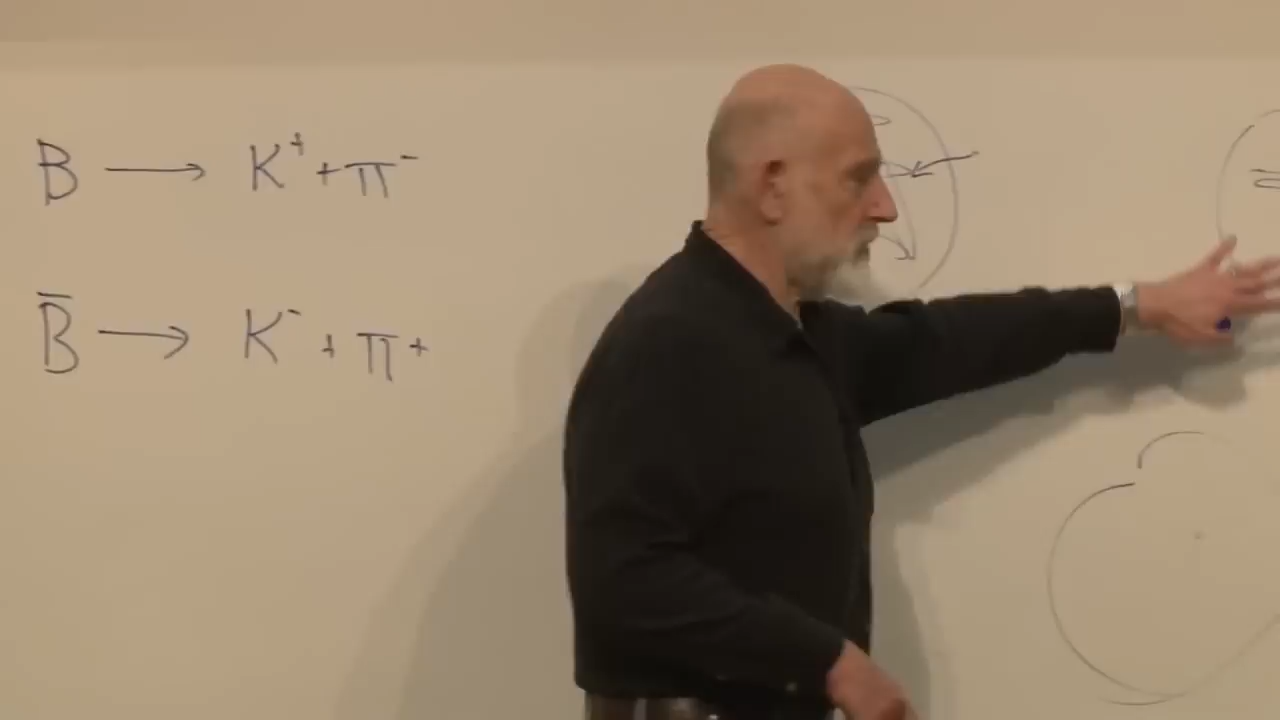 B → K⁺ + π⁻
B̄ → K⁻ + π⁺